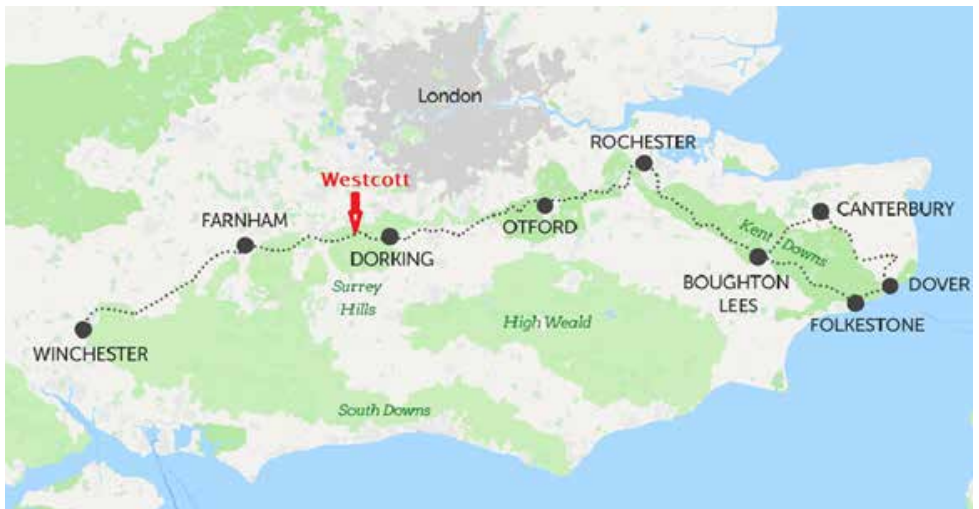 London
ROCHESTER
Westcott
CANTERBURY
FARNHAM
OTFORD
Kent Downs
DORKING
BOUGHTON
LEES
DOVER
Surrey
Hills
FOLKESTONE
High Weald
WINCHESTER
South Downs